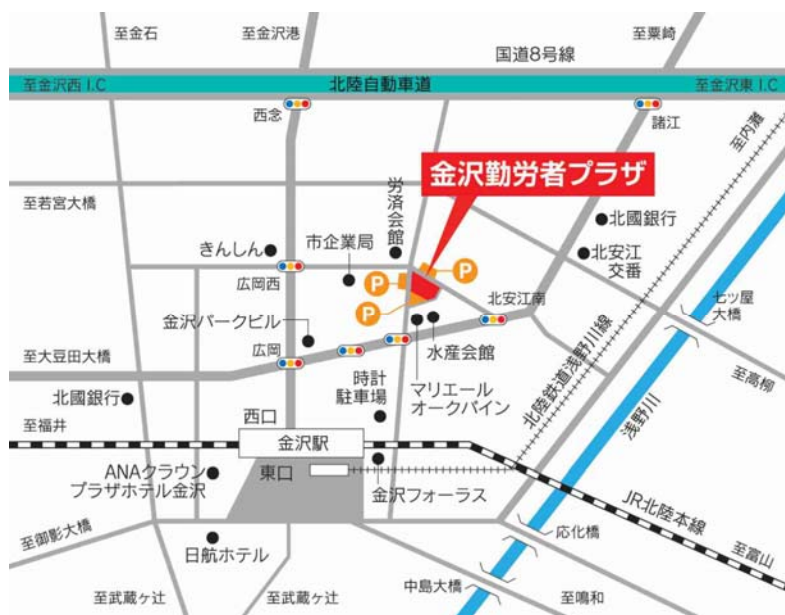 至金石
至金沢港
国道8号線
至粟崎
至金沢西 I.C
北陸自動車道
至金沢東 I.C
西念
諸江
至内灘
金沢勤労者プラザ
労済会館
至若宮大橋
北國銀行
きんしん
市企業局
北安江
交番
広岡西
P
P
P
北安江南
七ツ屋
大橋
金沢パークビル
広岡
水産会館
至大豆田大橋
時計
駐車場
マリエール
オークパイン
北陸鉄道浅野川線
至高柳
北國銀行
西口
浅野川
至福井
金沢駅
ANAクラウン
プラザホテル金沢
東口
金沢フォーラス
JR北陸本線
至御影大橋
日航ホテル
応化橋
至富山
中島大橋
至武蔵ヶ辻
至武蔵ヶ辻
至鳴和